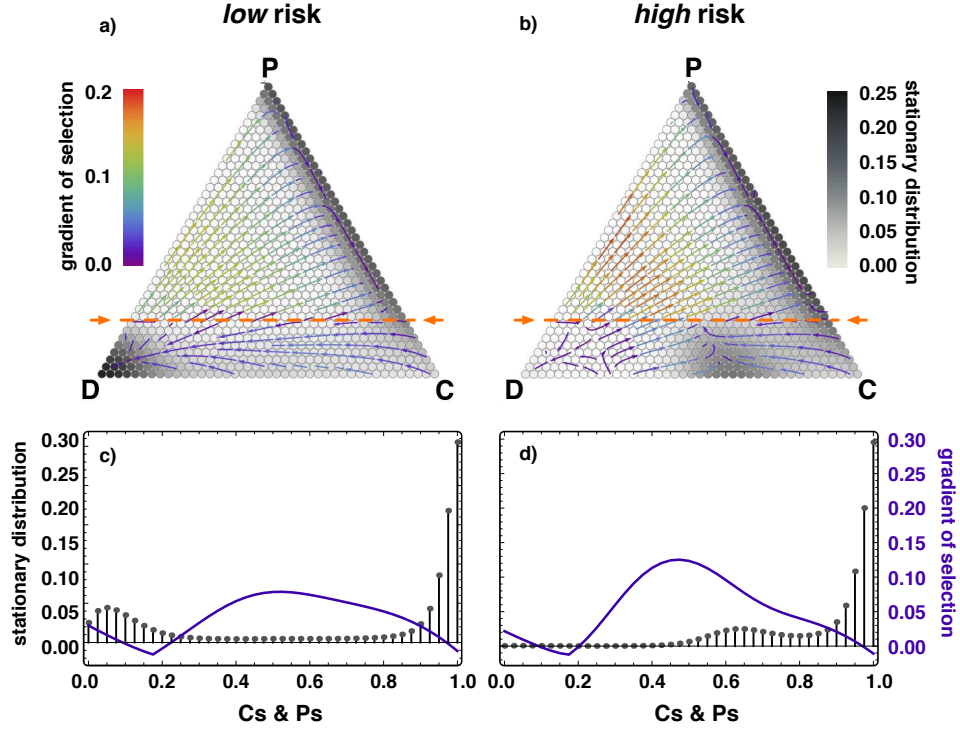 low risk
high risk
a)
b)
P
P
gradient of selection
0.2
0.1
0.0
stationary distribution
0.25
0.20
0.15
0.10
0.05
0.00
D
C
D
C
c)
d)
stationary distribution
0.30
0.25
0.20
0.15
0.10
0.05
0.00
0.30
0.25
0.20
0.15
0.10
0.05
0.00
gradient of selection
0.0 0.2 0.4 0.6 0.8 1.0
0.0 0.2 0.4 0.6 0.8 1.0
Cs & Ps
Cs & Ps